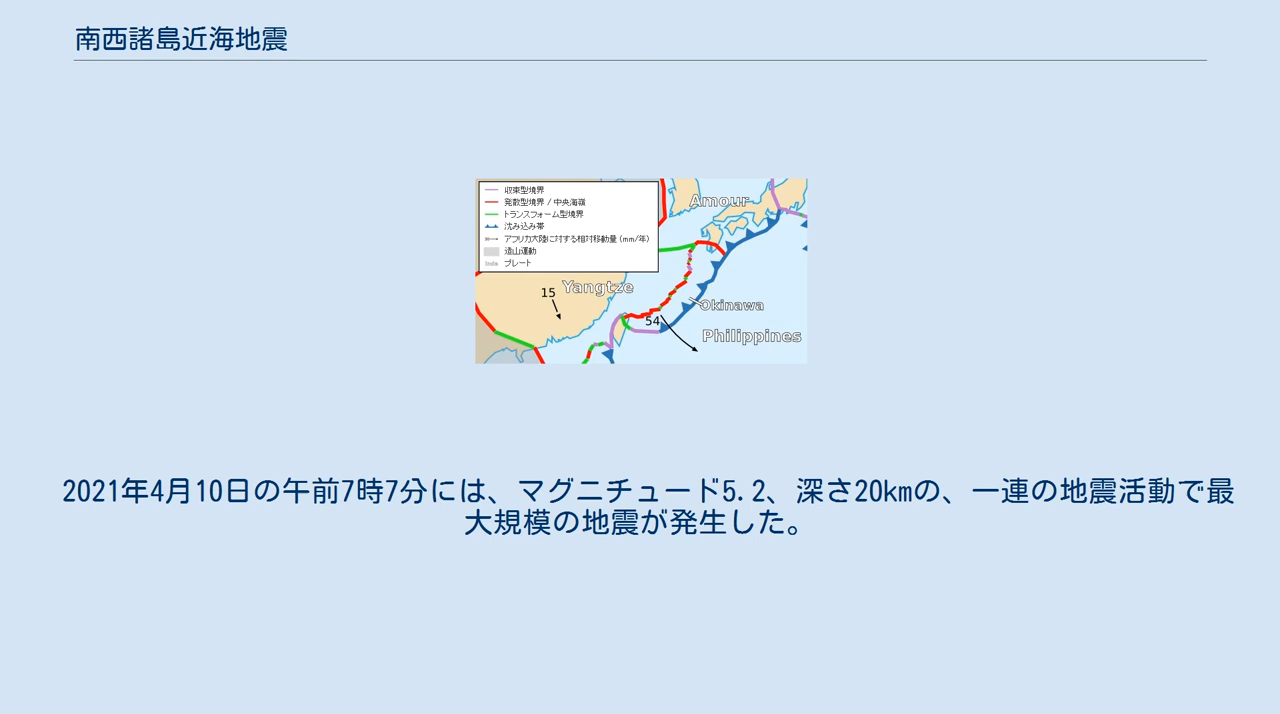 南西諸島近海地震
収束型境界
発散型境界 / 中央海嶺
トランスフォーム型境界
沈み込み帯
アフリカ大陸に対する相対移動量 (mm/年)
造山運動
India プレート
Amour
Yangtze
15
Okinawa
54
Philippines
2021年4月10日の午前7時7分には、マグニチュード5.2、深さ20kmの、一連の地震活動で最
大規模の地震が発生した。